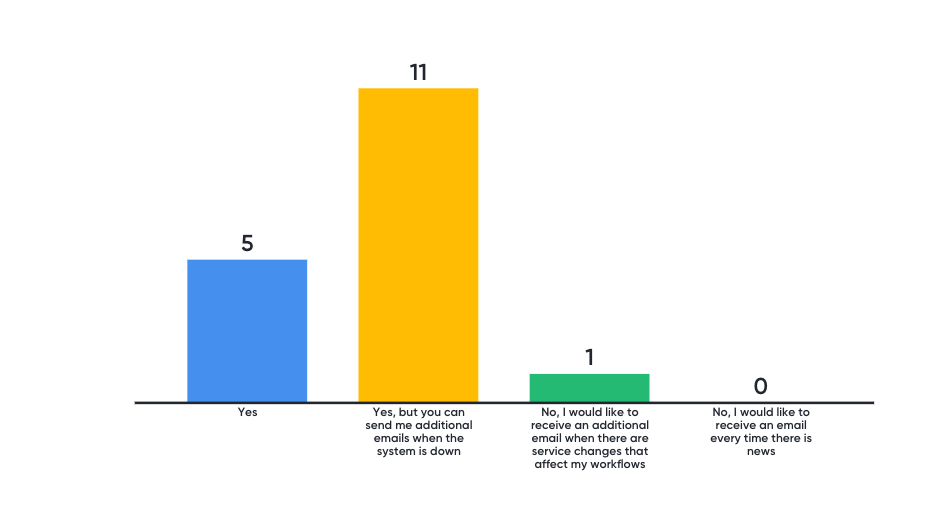 11
5
1
0
Yes
Yes, but you can
send me additional
emails when the
system is down
No, I would like to
receive an additional
email when there are
service changes that
affect my workflows
No, I would like to
receive an email
every time there is
news